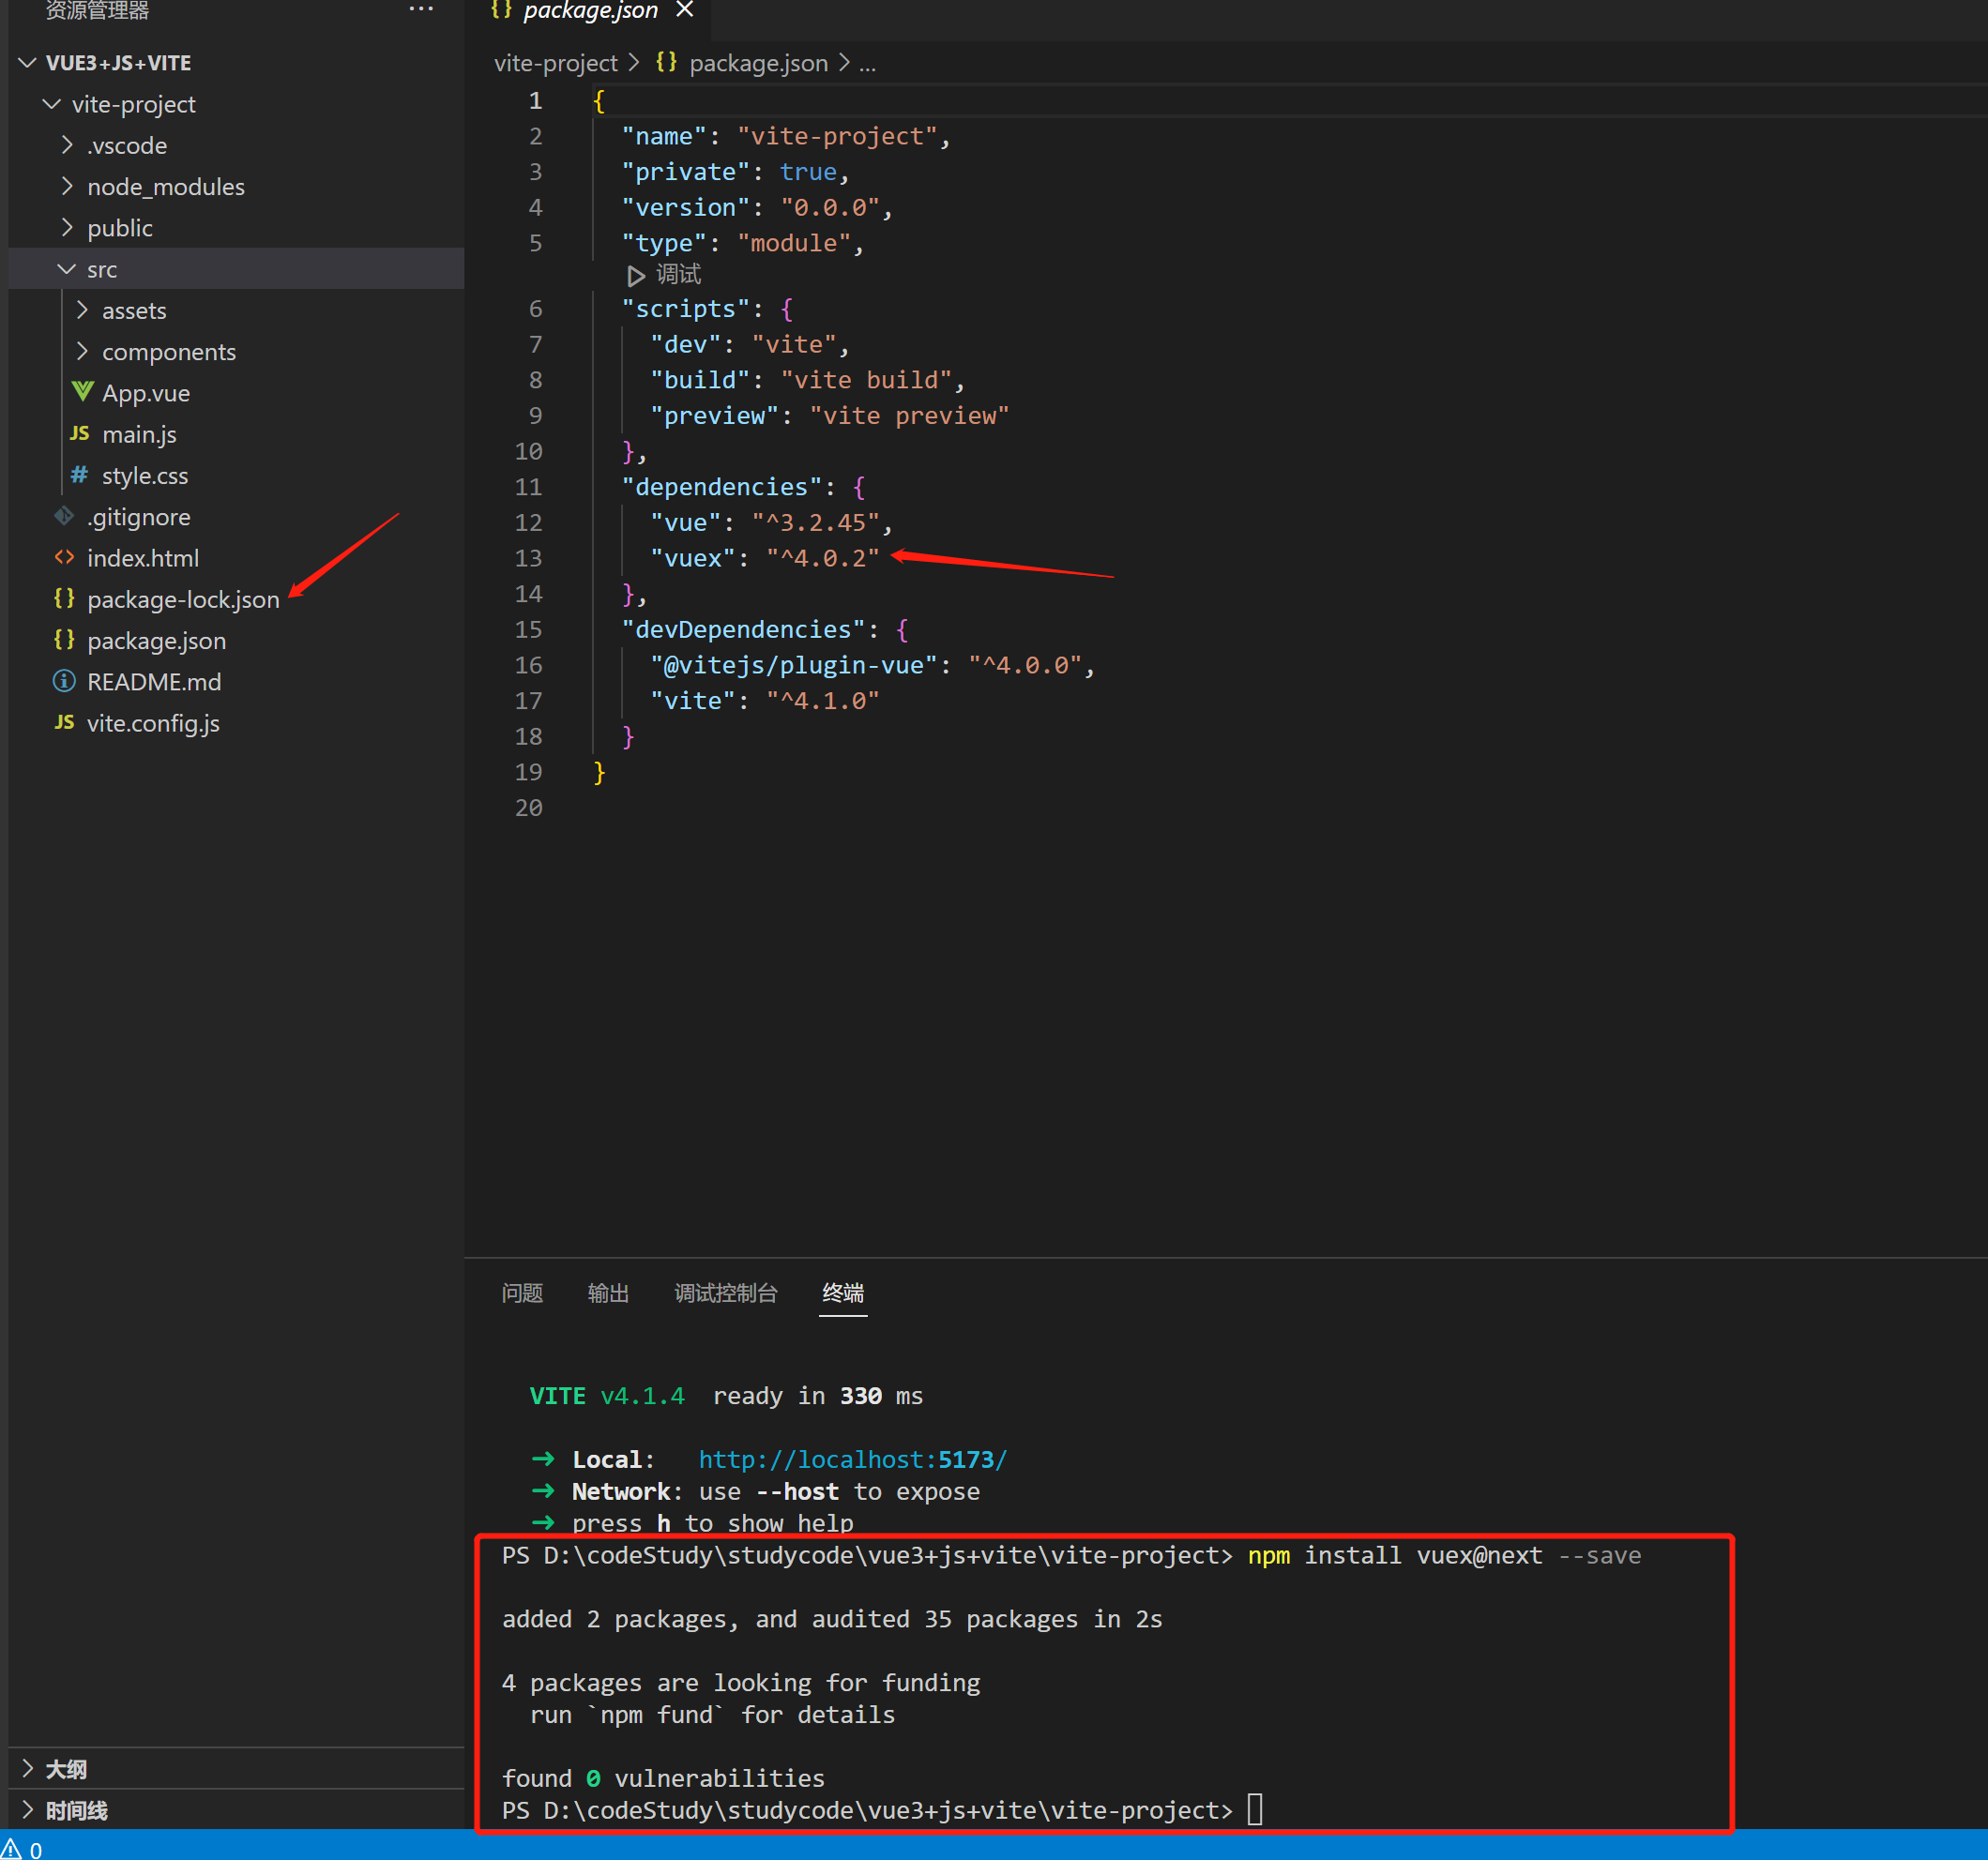 资源管理器
VUE3+JS+VITE
vite-project
.vscode
node_modules
public
src
assets
components
App.vue
JS main.js
# style.css
.gitignore
<> index.html
{} package-lock.json
{} package.json
README.md
JS vite.config.js
大纲
时间线
{} package.json ×
vite-project > {} package.json > ...
1 {
2 "name": "vite-project",
3 "private": true,
4 "version": "0.0.0",
5 "type": "module",
调试
6 "scripts": {
7 "dev": "vite",
8 "build": "vite build",
9 "preview": "vite preview"
10 },
11 "dependencies": {
12 "vue": "^3.2.45",
13 "vuex": "^4.0.2"
14 },
15 "devDependencies": {
16 "@vitejs/plugin-vue": "^4.0.0",
17 "vite": "^4.1.0"
18 }
19 }
20
问题 输出 调试控制台 终端
VITE v4.1.4 ready in 330 ms
➜ Local: http://localhost:5173/
➜ Network: use --host to expose
➜ press h to show help
PS D:\codeStudy\studycode\vue3+js+vite\vite-project> npm install vuex@next --save
added 2 packages, and audited 35 packages in 2s
4 packages are looking for funding
run `npm fund` for details
found 0 vulnerabilities
PS D:\codeStudy\studycode\vue3+js+vite\vite-project>
0